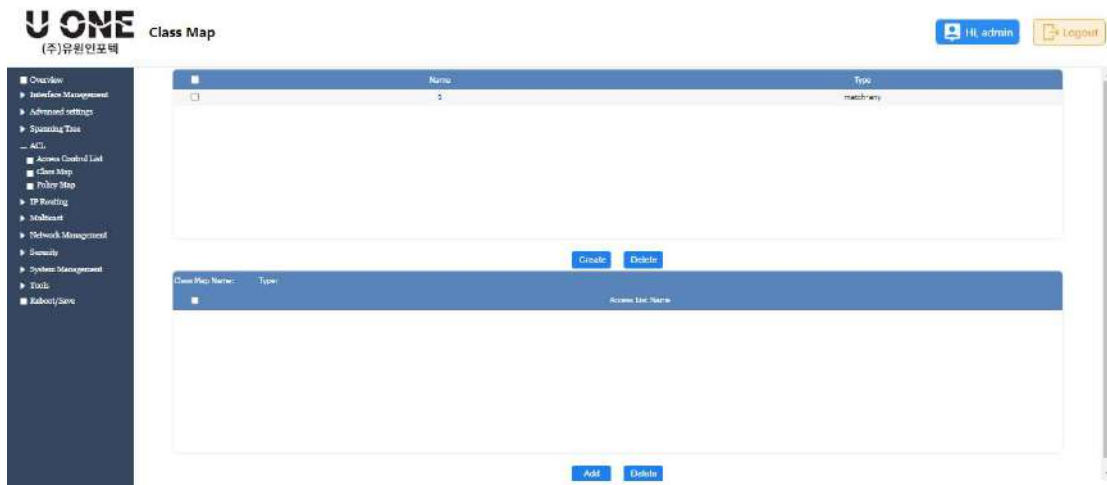 U ONE
(주)유원인포텍
Class Map
Hi, admin
Logout
Overview
Interface Management
Advanced settings
Spanning Tree
ACL
Access Control List
Class Map
Policy Map
IP Routing
Multicast
Network Management
Security
System Management
Tools
Reboot/Save
Name Type
match-any
Create Delete
Class Map Name: Type:
Access List Name
Add Delete